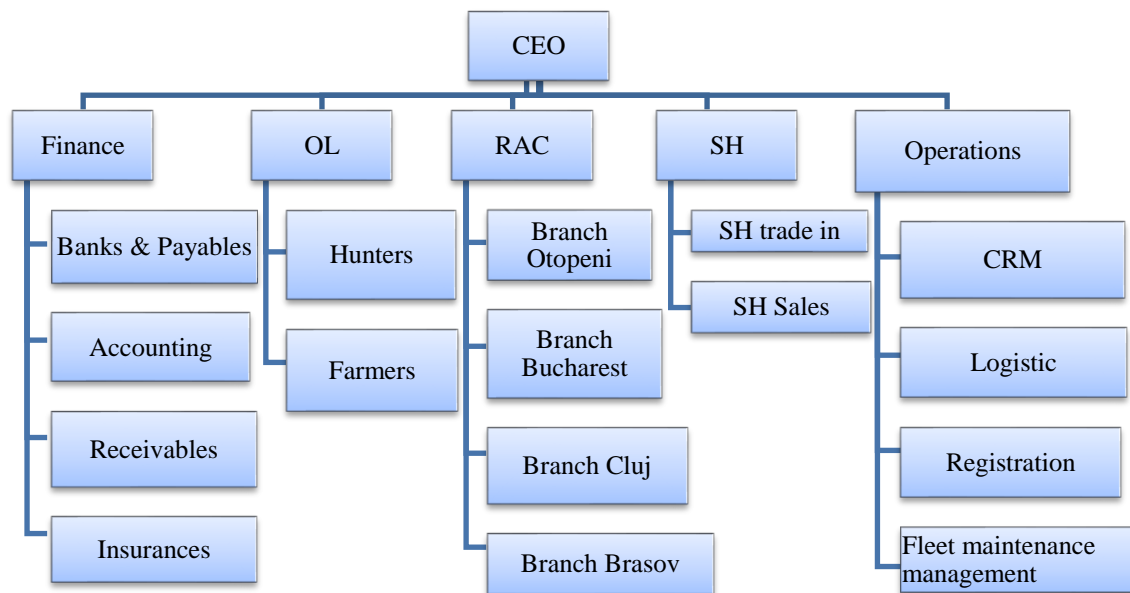 CEO
Finance
OL
RAC
SH
Operations
Banks & Payables
Accounting
Receivables
Insurances
Hunters
Farmers
Branch
Otopeni
Branch
Bucharest
Branch Cluj
Branch Brasov
SH trade in
SH Sales
CRM
Logistic
Registration
Fleet maintenance
management